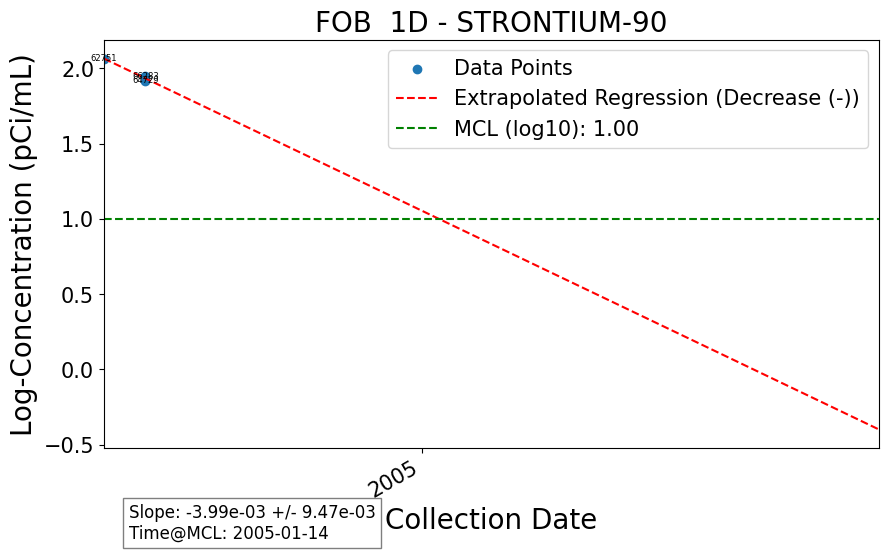 FOB 1D - STRONTIUM-90
Log-Concentration (pCi/mL)
2.0
1.5
1.0
0.5
0.0
−0.5
62751
Data Points
Extrapolated Regression (Decrease (-))
MCL (log10): 1.00
2005
Collection Date
Slope: -3.99e-03 +/- 9.47e-03
Time@MCL: 2005-01-14